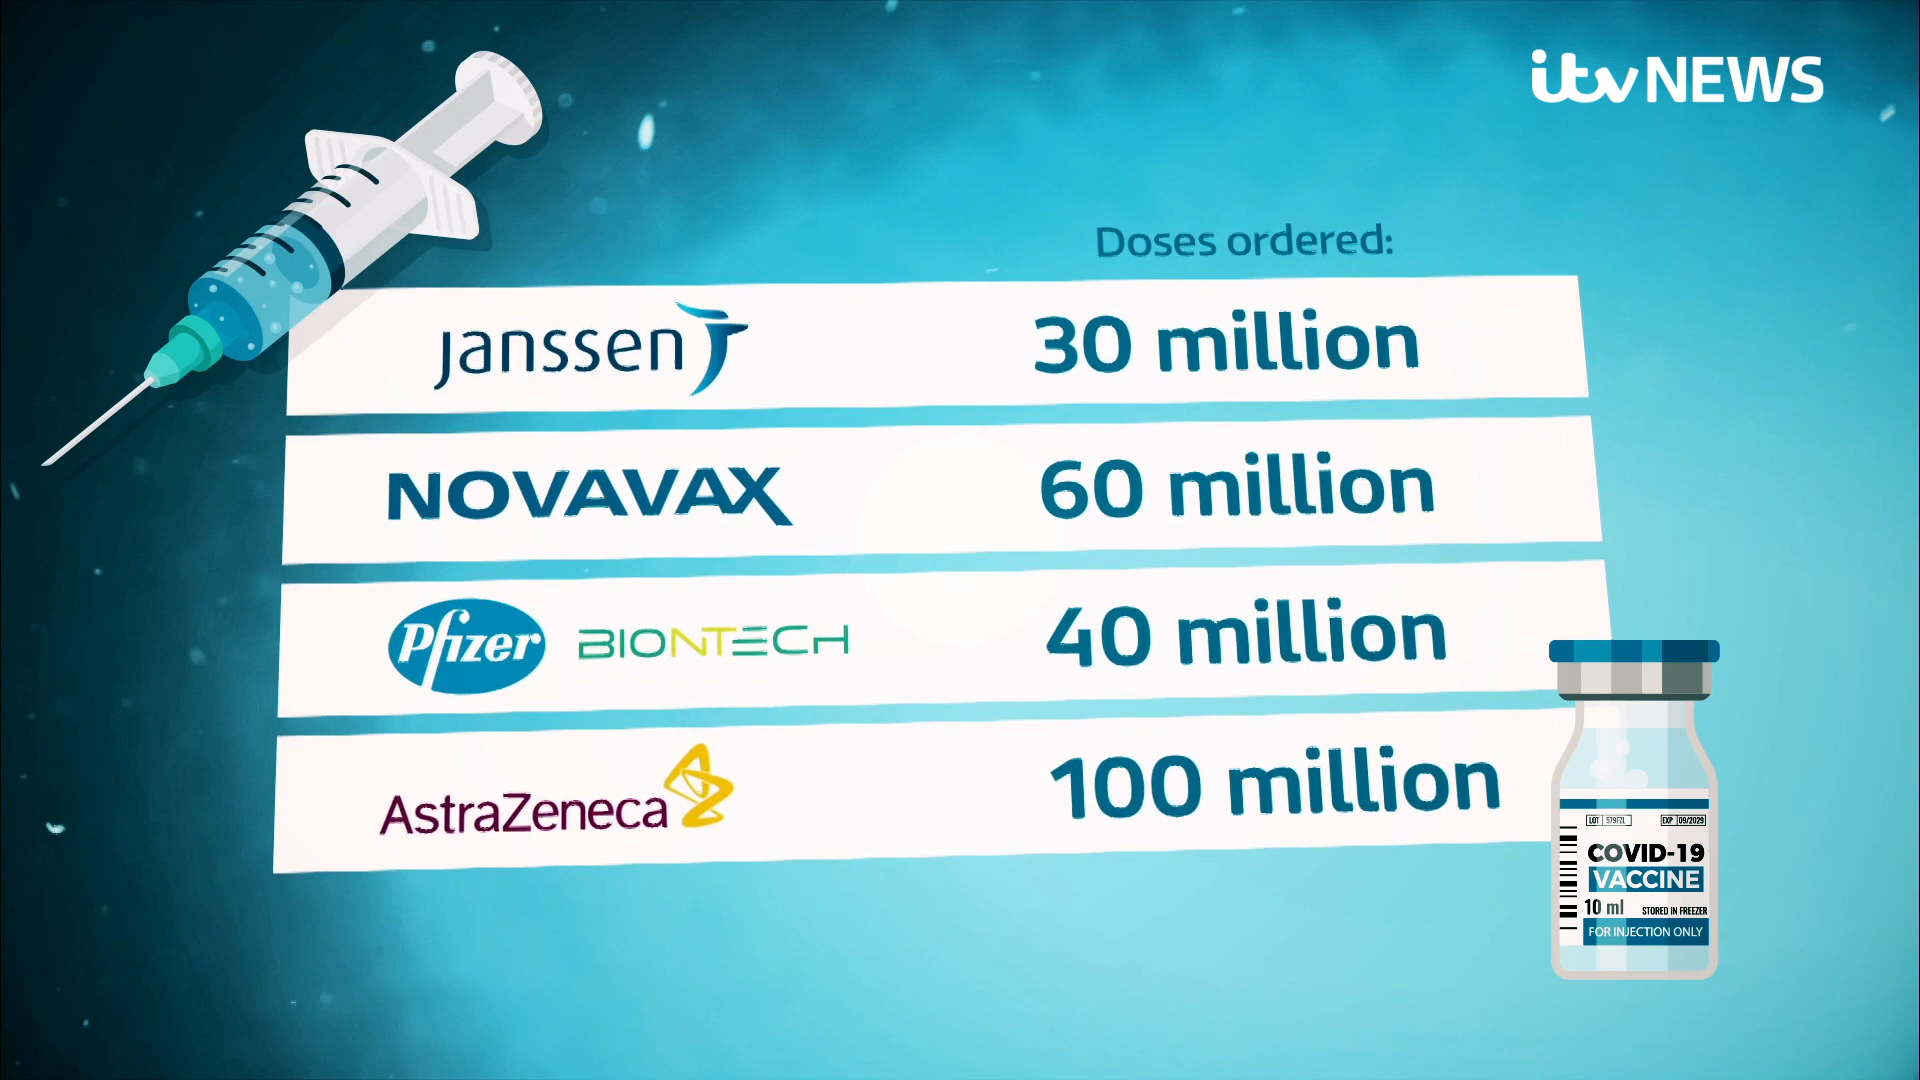 itv NEWS
Doses ordered:
Janssen 30 million
NOVAVAX 60 million
Pfizer BIONTECH 40 million
AstraZeneca 100 million
LOT 579FZL EXP 09/2029
COVID-19
VACCINE
10 ml STORED IN FREEZER
FOR INJECTION ONLY